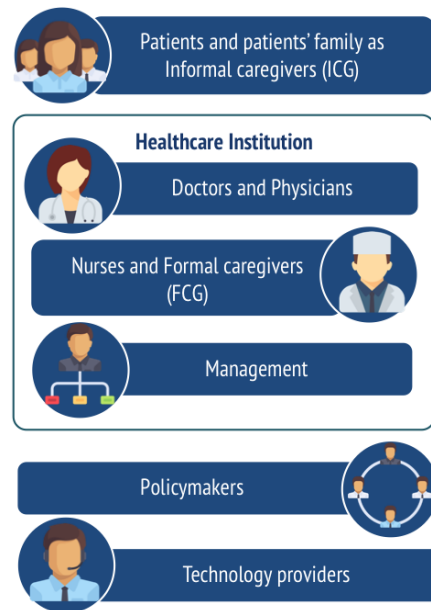 Patients and patients’ family as
Informal caregivers (ICG)
Healthcare Institution
Doctors and Physicians
Nurses and Formal caregivers
(FCG)
Management
Policymakers
Technology providers